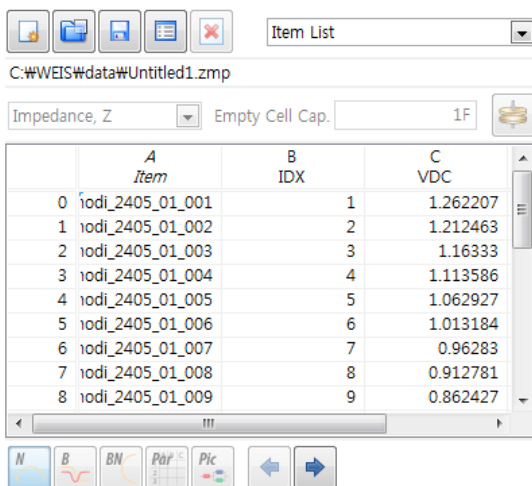 Item List
C:₩WEIS₩data₩Untitled1.zmp
Impedance, Z Empty Cell Cap. 1F
A B C
Item IDX VDC
0 nodi_2405_01_001 1 1.262207
1 nodi_2405_01_002 2 1.212463
2 nodi_2405_01_003 3 1.16333
3 nodi_2405_01_004 4 1.113586
4 nodi_2405_01_005 5 1.062927
5 nodi_2405_01_006 6 1.013184
6 nodi_2405_01_007 7 0.96283
7 nodi_2405_01_008 8 0.912781
8 nodi_2405_01_009 9 0.862427
N B BN Par Pic